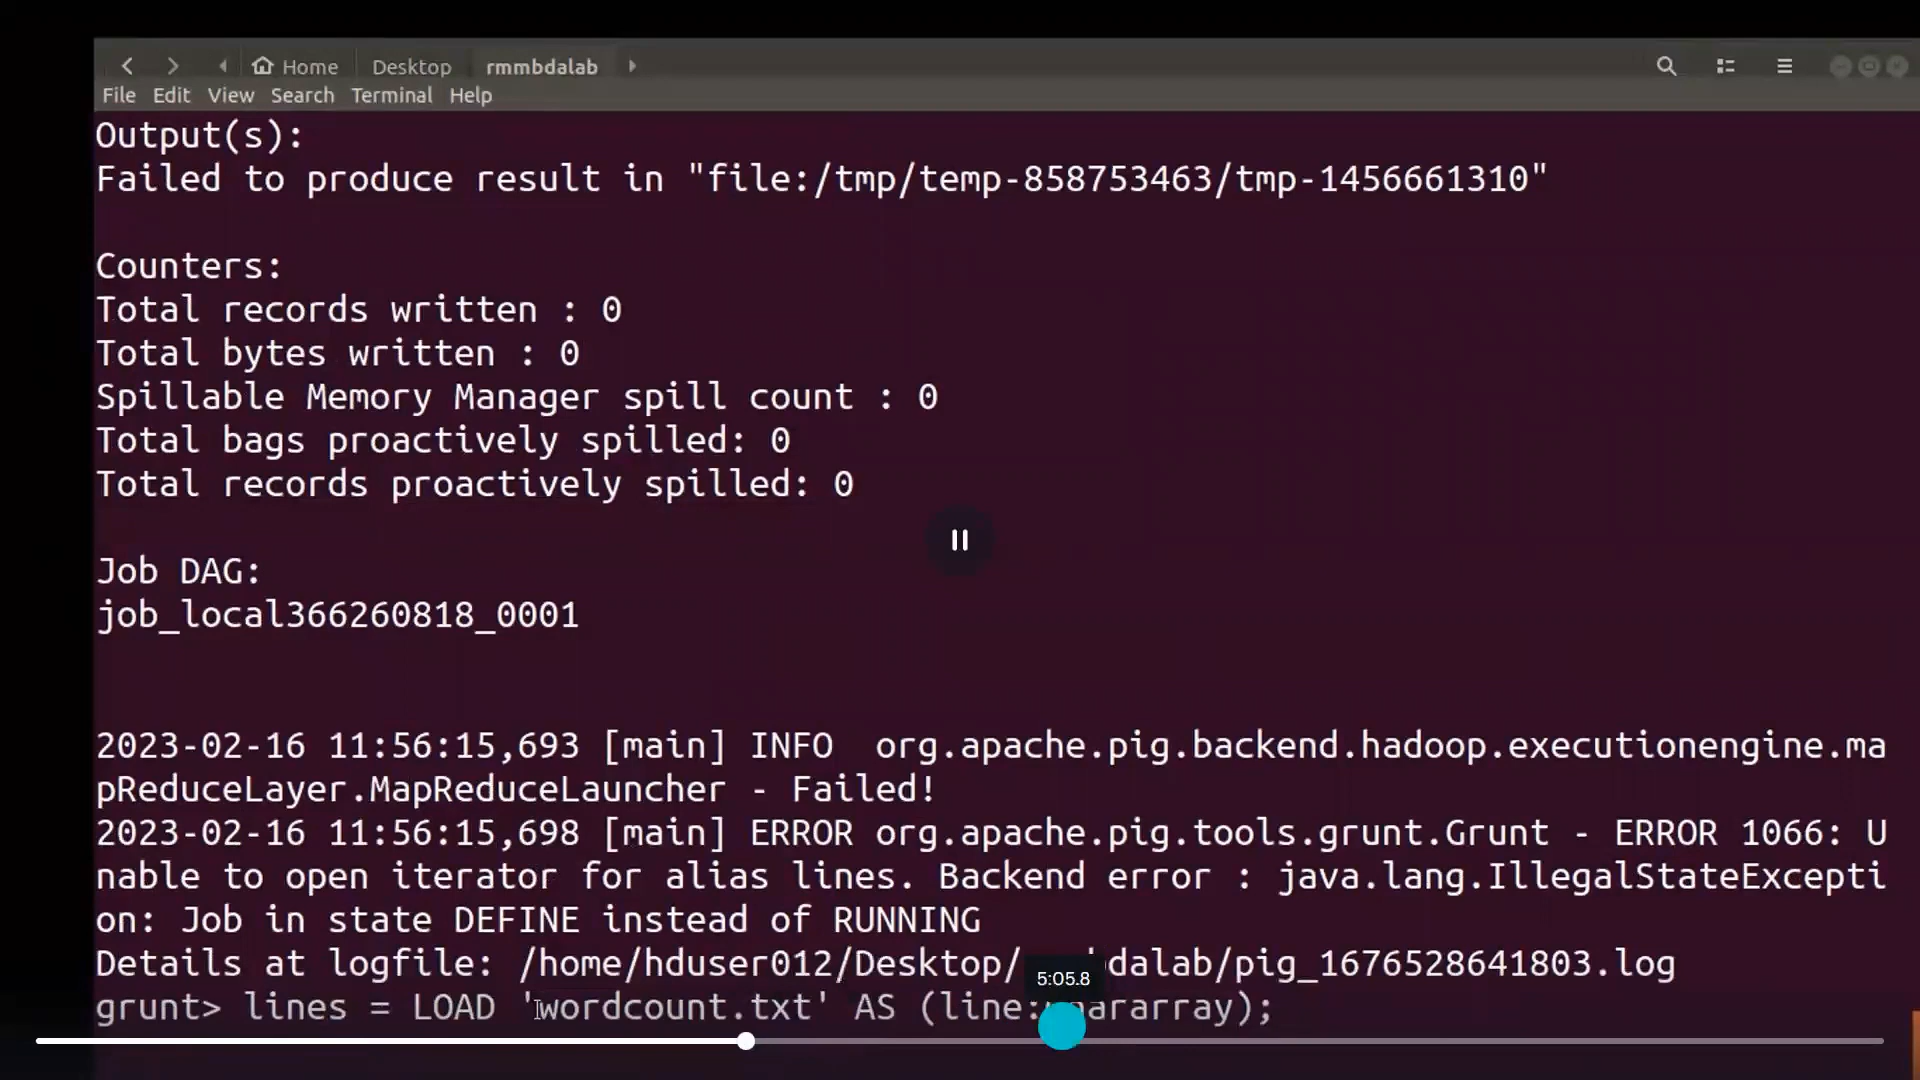 Home Desktop rmmbdalab
File Edit View Search Terminal Help
Output(s):
Failed to produce result in "file:/tmp/temp-858753463/tmp-1456661310"
Counters:
Total records written : 0
Total bytes written : 0
Spillable Memory Manager spill count : 0
Total bags proactively spilled: 0
Total records proactively spilled: 0
Job DAG:
job_local366260818_0001
2023-02-16 11:56:15,693 [main] INFO  org.apache.pig.backend.hadoop.executionengine.ma
pReduceLayer.MapReduceLauncher - Failed!
2023-02-16 11:56:15,698 [main] ERROR org.apache.pig.tools.grunt.Grunt - ERROR 1066: U
nable to open iterator for alias lines. Backend error : java.lang.IllegalStateExcepti
on: Job in state DEFINE instead of RUNNING
Details at logfile: /home/hduser012/Desktop/ dalab/pig_1676528641803.log
5:05.8
grunt> lines = LOAD 'wordcount.txt' AS (line: ararray);